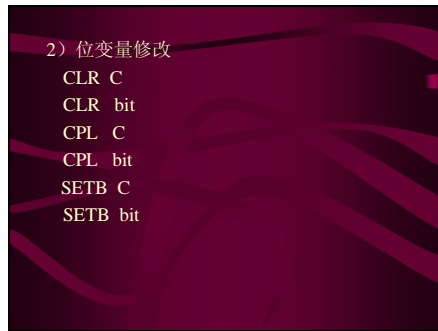 2）位变量修改
CLR C
CLR bit
CPL C
CPL bit
SETB C
SETB bit